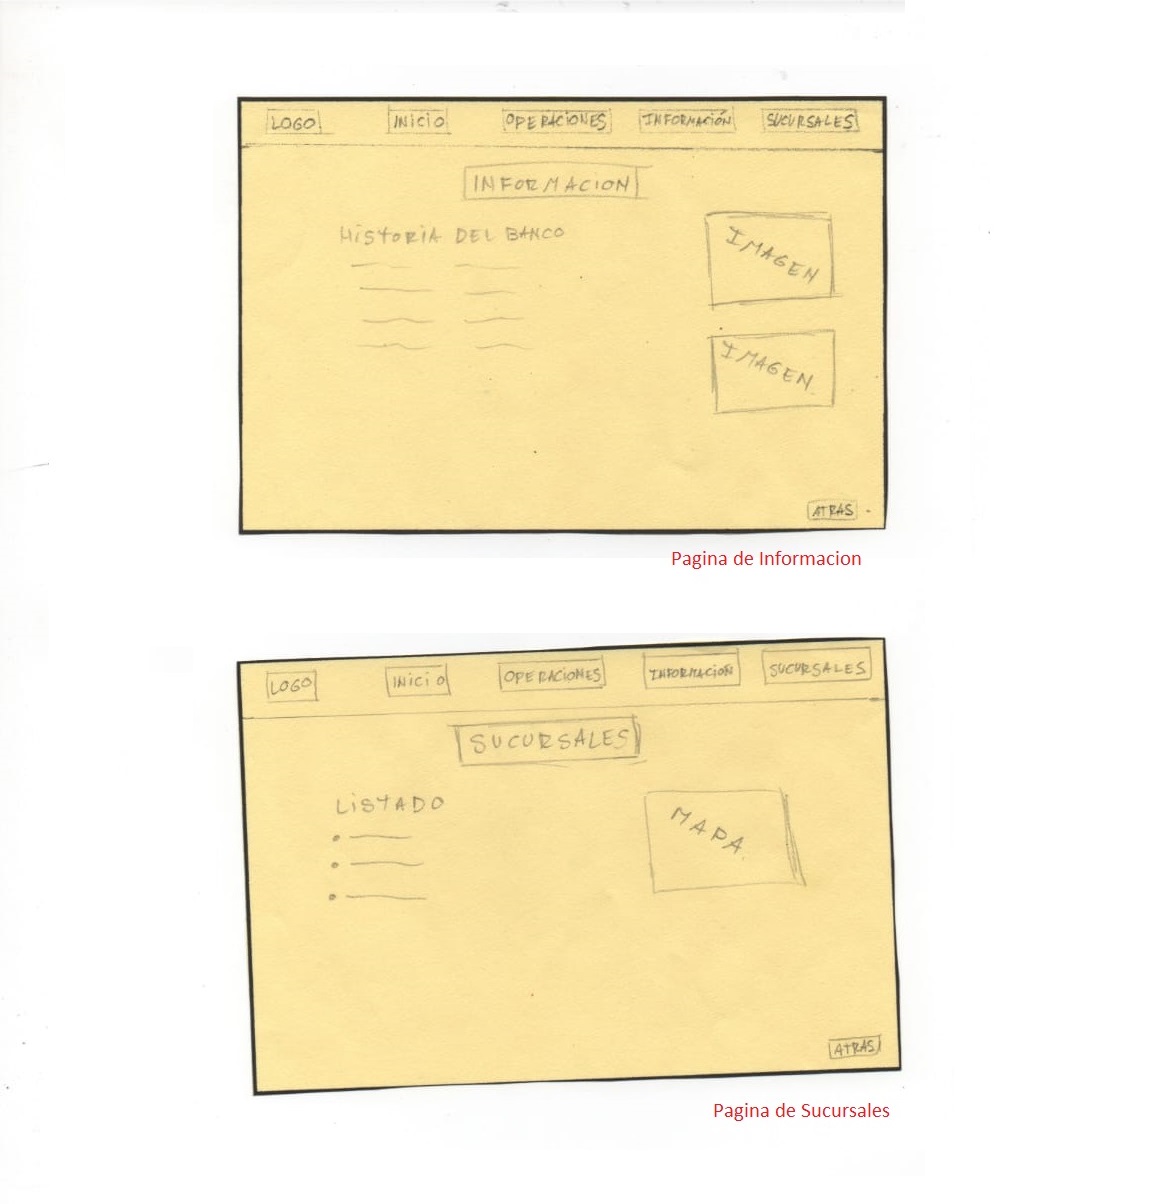 LOGO INICIO OPERACIONES INFORMACIÓN SUCURSALES
INFORMACION
HISTORIA DEL BANCO
IMAGEN
IMAGEN
ATRAS
Pagina de Informacion
LOGO INICIO OPERACIONES INFORMACIÓN SUCURSALES
SUCURSALES
LISTADO
MAPA
ATRAS
Pagina de Sucursales